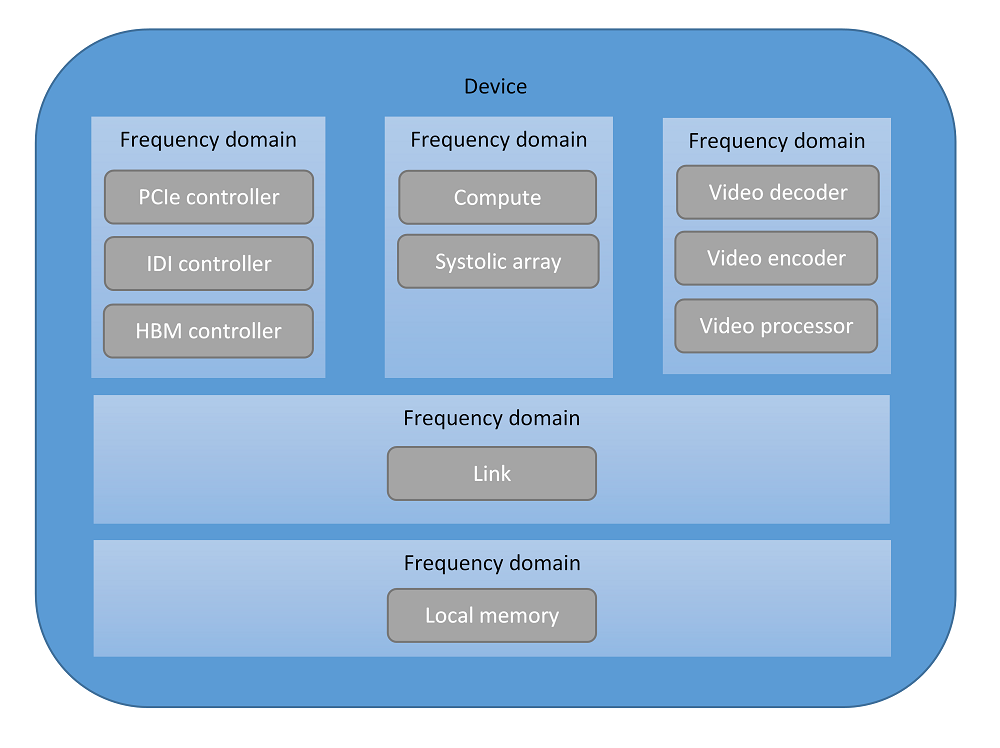 Device
Frequency domain
PCIe controller
IDI controller
HBM controller
Frequency domain
Compute
Systolic array
Frequency domain
Video decoder
Video encoder
Video processor
Frequency domain
Link
Frequency domain
Local memory